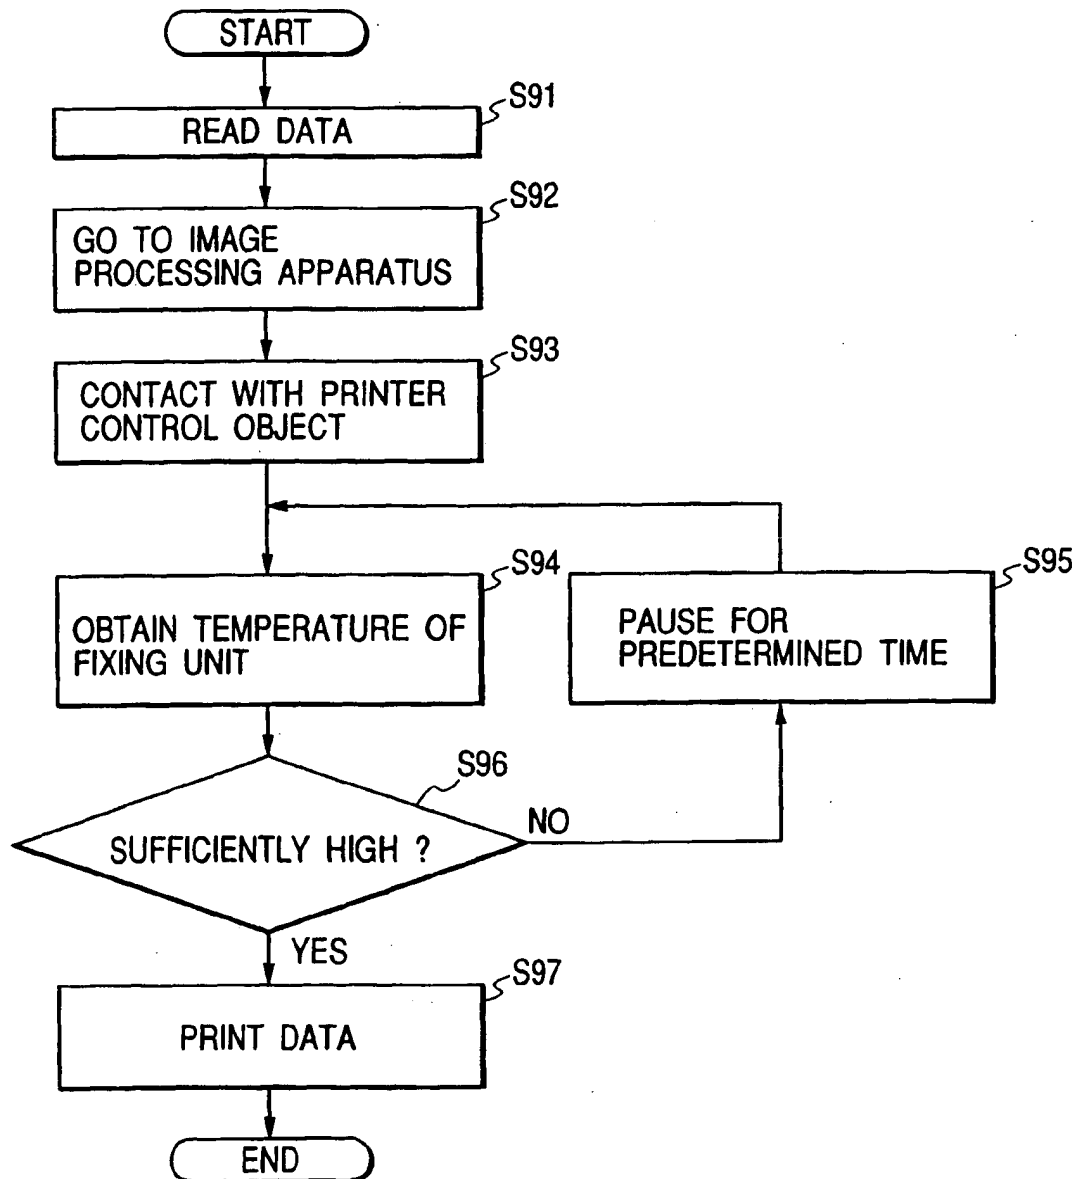 START
S91
READ DATA
S92
GO TO IMAGE
PROCESSING APPARATUS
S93
CONTACT WITH PRINTER
CONTROL OBJECT
S94
OBTAIN TEMPERATURE OF
FIXING UNIT
S95
PAUSE FOR
PREDETERMINED TIME
S96
SUFFICIENTLY HIGH ?
NO
YES
S97
PRINT DATA
END